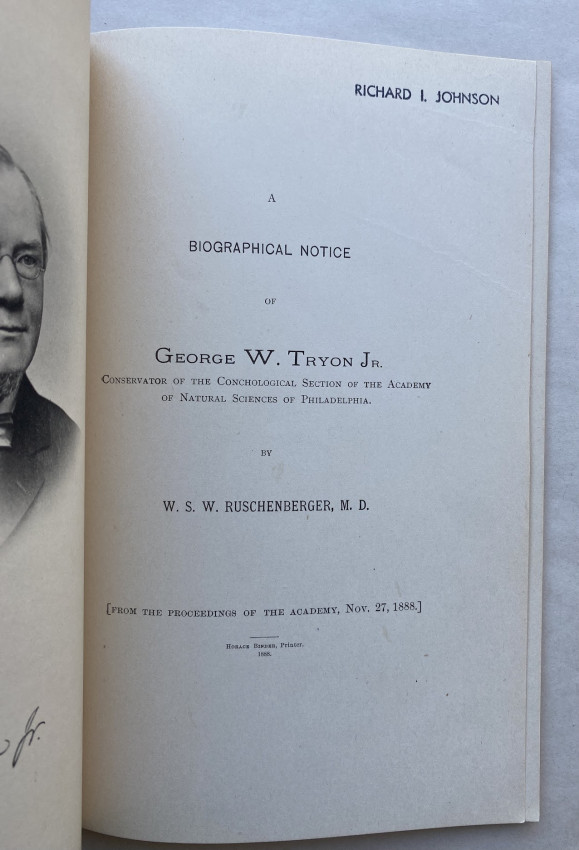 RICHARD I. JOHNSON
A
BIOGRAPHICAL NOTICE
OF
GEORGE W. TRYON JR.
CONSERVATOR OF THE CONCHOLOGICAL SECTION OF THE ACADEMY
OF NATURAL SCIENCES OF PHILADELPHIA.
BY
W. S. W. RUSCHENBERGER, M. D.
[FROM THE PROCEEDINGS OF THE ACADEMY, Nov. 27, 1888.]
HORACE BINDER, Printer.
1888.
Jr.